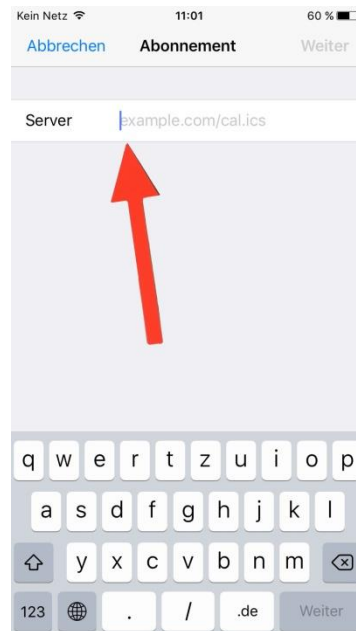 Kein Netz 11:01 60 %
Abbrechen Abonnement Weiter
Server example.com/cal.ics
q w e r t z u i o p
a s d f g h j k l
y x c v b n m
123 . / .de Weiter